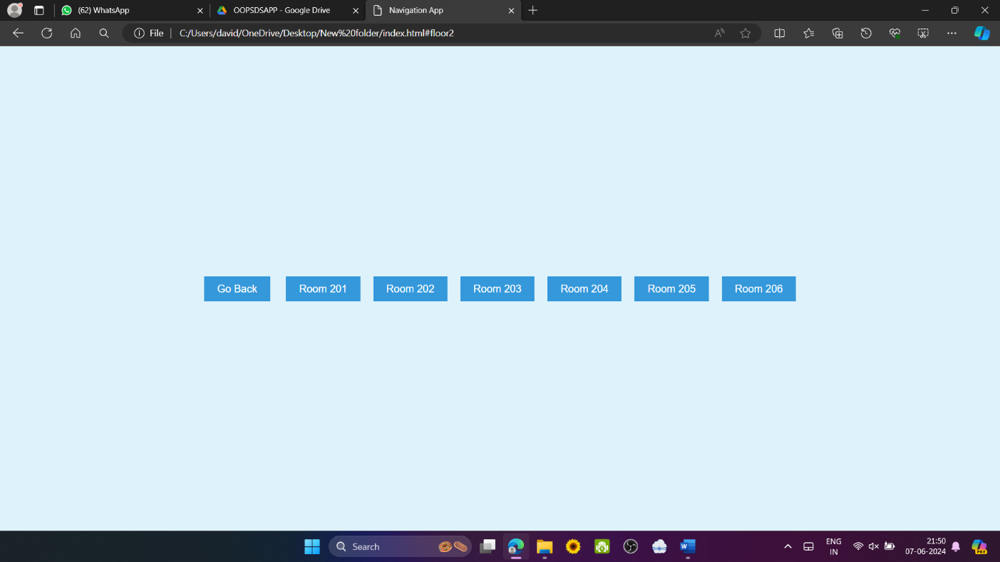 (62) WhatsApp
OOPSDSAPP - Google Drive
Navigation App
File
C:/Users/david/OneDrive/Desktop/New%20folder/index.html#floor2
Go Back
Room 201
Room 202
Room 203
Room 204
Room 205
Room 206
Search
ENG
IN
21:50
07-06-2024
PRE